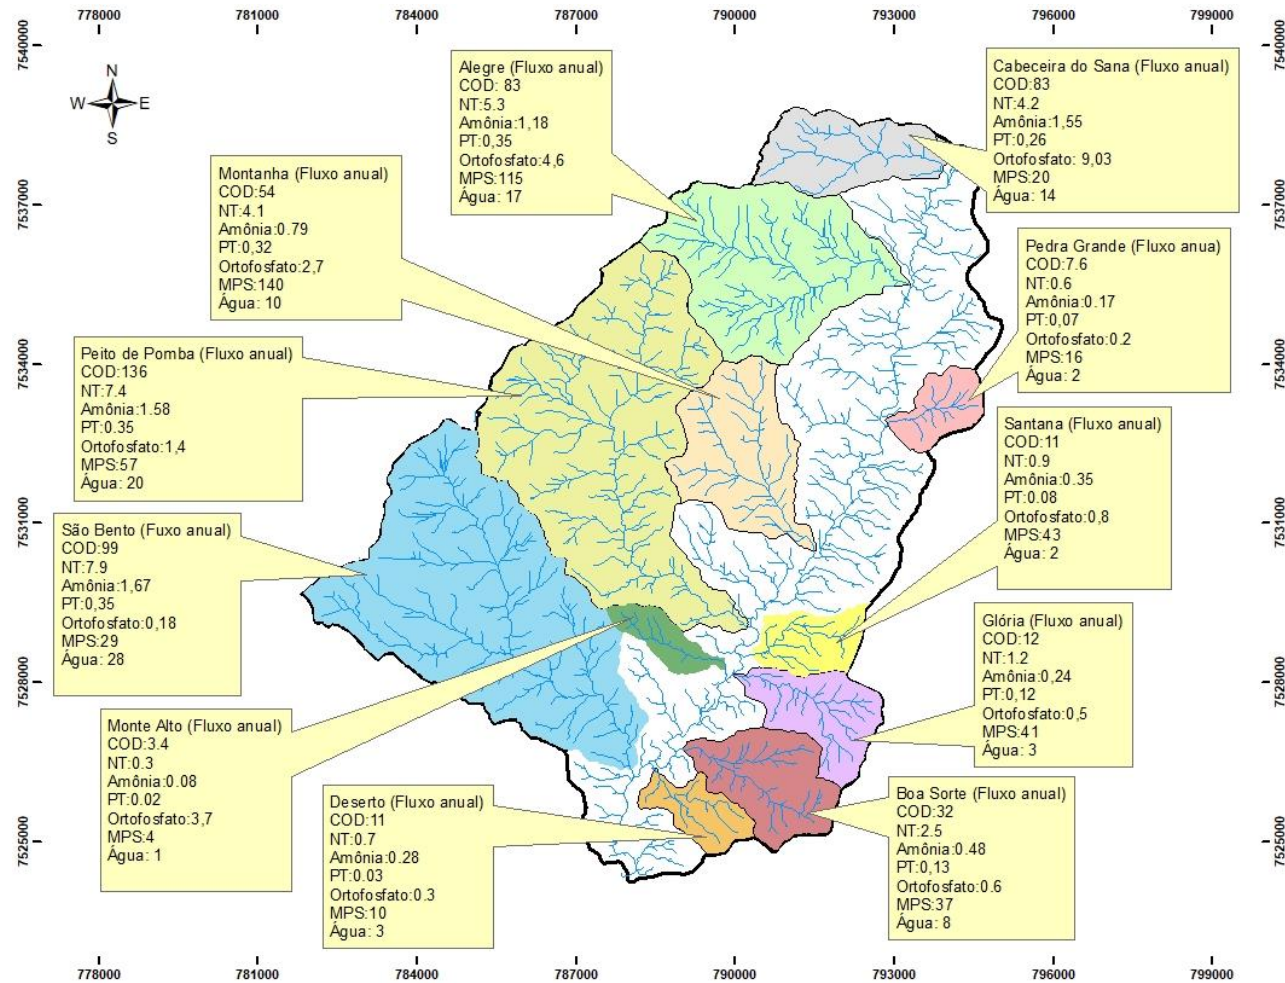 778000 781000 784000 787000 790000 793000 796000 799000
7540000
7537000
7534000
7531000
7528000
7525000
7540000
7537000
7534000
7531000
7528000
7525000
N
W E
S
Alegre (Fluxo anual)
COD: 83
NT:5.3
Amônia:1,18
PT:0,35
Ortofosfato:4,6
MPS:115
Água: 17
Cabeceira do Sana (Fluxo anual)
COD:83
NT:4.2
Amônia:1,55
PT:0,26
Ortofosfato: 9,03
MPS:20
Água: 14
Montanha (Fluxo anual)
COD:54
NT:4.1
Amônia:0.79
PT:0,32
Ortofosfato:2,7
MPS:140
Água: 10
Pedra Grande (Fluxo anua)
COD:7.6
NT:0.6
Amônia:0.17
PT:0,07
Ortofosfato:0.2
MPS:16
Água: 2
Peito de Pomba (Fluxo anual)
COD:136
NT:7.4
Amônia:1.58
PT:0.35
Ortofosfato:1,4
MPS:57
Água: 20
Santana (Fluxo anual)
COD:11
NT:0.9
Amônia:0.35
PT:0.08
Ortofosfato:0,8
MPS:43
Água: 2
São Bento (Fuxo anual)
COD:99
NT:7.9
Amônia:1,67
PT:0,35
Ortofosfato:0,18
MPS:29
Água: 28
Glória (Fluxo anual)
COD:12
NT:1.2
Amônia:0,24
PT:0,12
Ortofosfato:0,5
MPS:41
Água: 3
Monte Alto (Fluxo anual)
COD:3.4
NT:0.3
Amônia:0.08
PT:0.02
Ortofosfato:3,7
MPS:4
Água: 1
Deserto (Fluxo anual)
COD:11
NT:0.7
Amônia:0.28
PT:0.03
Ortofosfato:0.3
MPS:10
Água: 3
Boa Sorte (Fluxo anual)
COD:32
NT:2.5
Amônia:0.48
PT:0,13
Ortofosfato:0.6
MPS:37
Água: 8
778000 781000 784000 787000 790000 793000 796000 799000